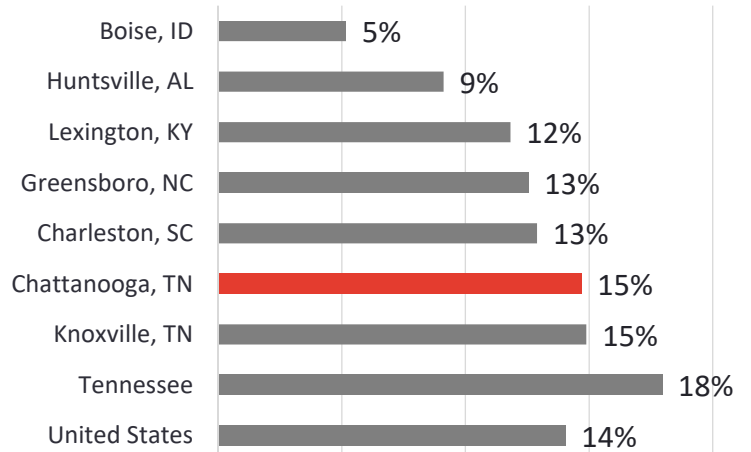 Boise, ID 5%
Huntsville, AL 9%
Lexington, KY 12%
Greensboro, NC 13%
Charleston, SC 13%
Chattanooga, TN 15%
Knoxville, TN 15%
Tennessee 18%
United States 14%